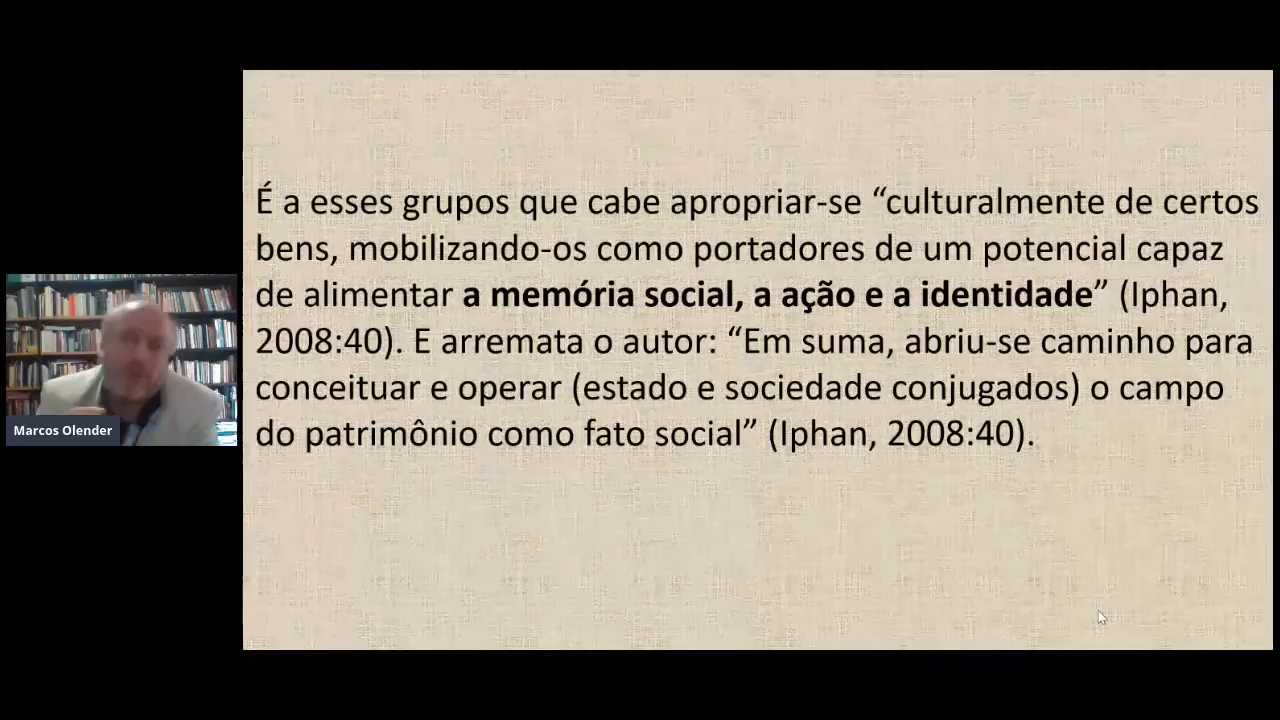 É a esses grupos que cabe apropriar-se “culturalmente de certos
bens, mobilizando-os como portadores de um potencial capaz
de alimentar a memória social, a ação e a identidade” (Iphan,
2008:40). E arremata o autor: “Em suma, abriu-se caminho para
conceituar e operar (estado e sociedade conjugados) o campo
do patrimônio como fato social” (Iphan, 2008:40).
Marcos Olender